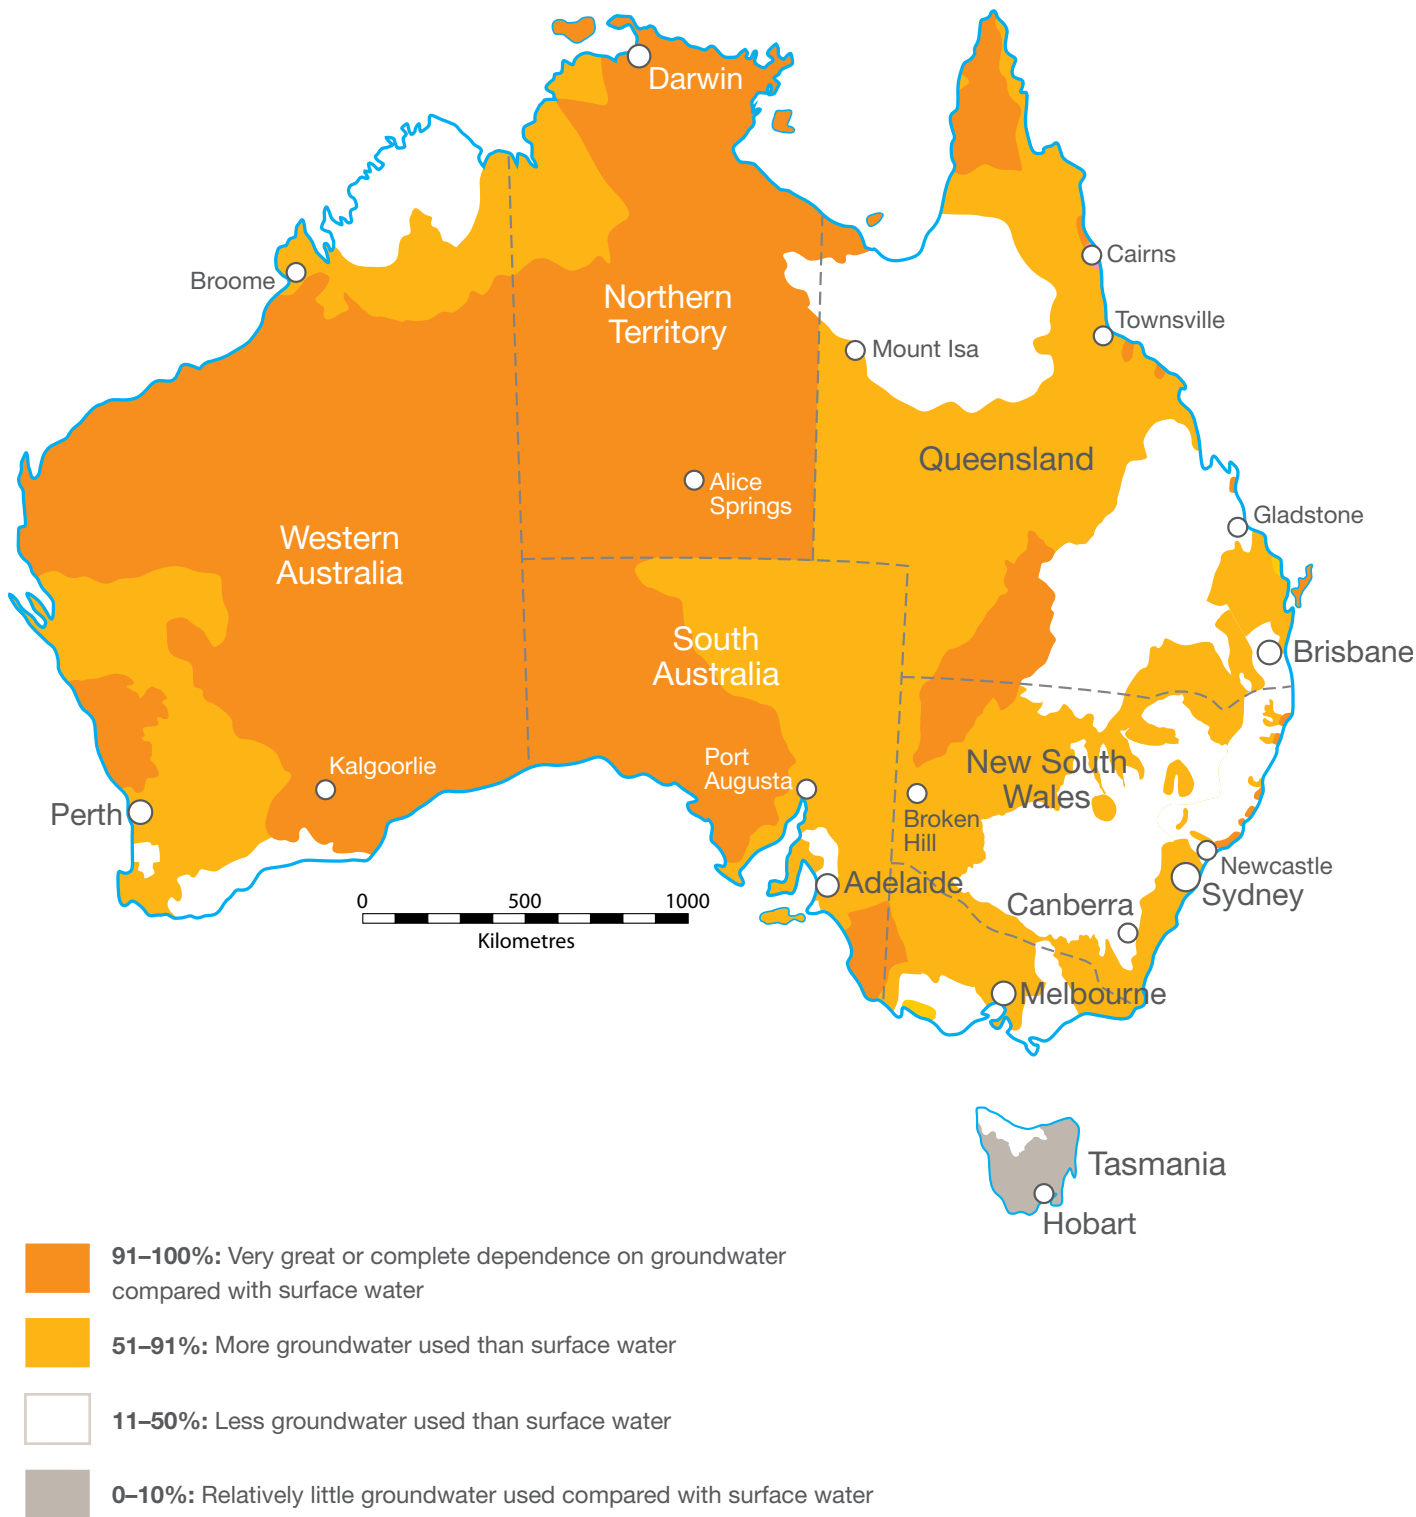 Darwin
Broome
Northern
Territory
Cairns
Townsville
Mount Isa
Queensland
Alice
Springs
Gladstone
Western
Australia
South
Australia
Brisbane
Port
Augusta
Kalgoorlie
New South
Wales
Perth
Broken
Hill
Newcastle
Adelaide
Sydney
Canberra
0 500 1000
Kilometres
Melbourne
Tasmania
Hobart
91–100%: Very great or complete dependence on groundwater
compared with surface water
51–91%: More groundwater used than surface water
11–50%: Less groundwater used than surface water
0–10%: Relatively little groundwater used compared with surface water